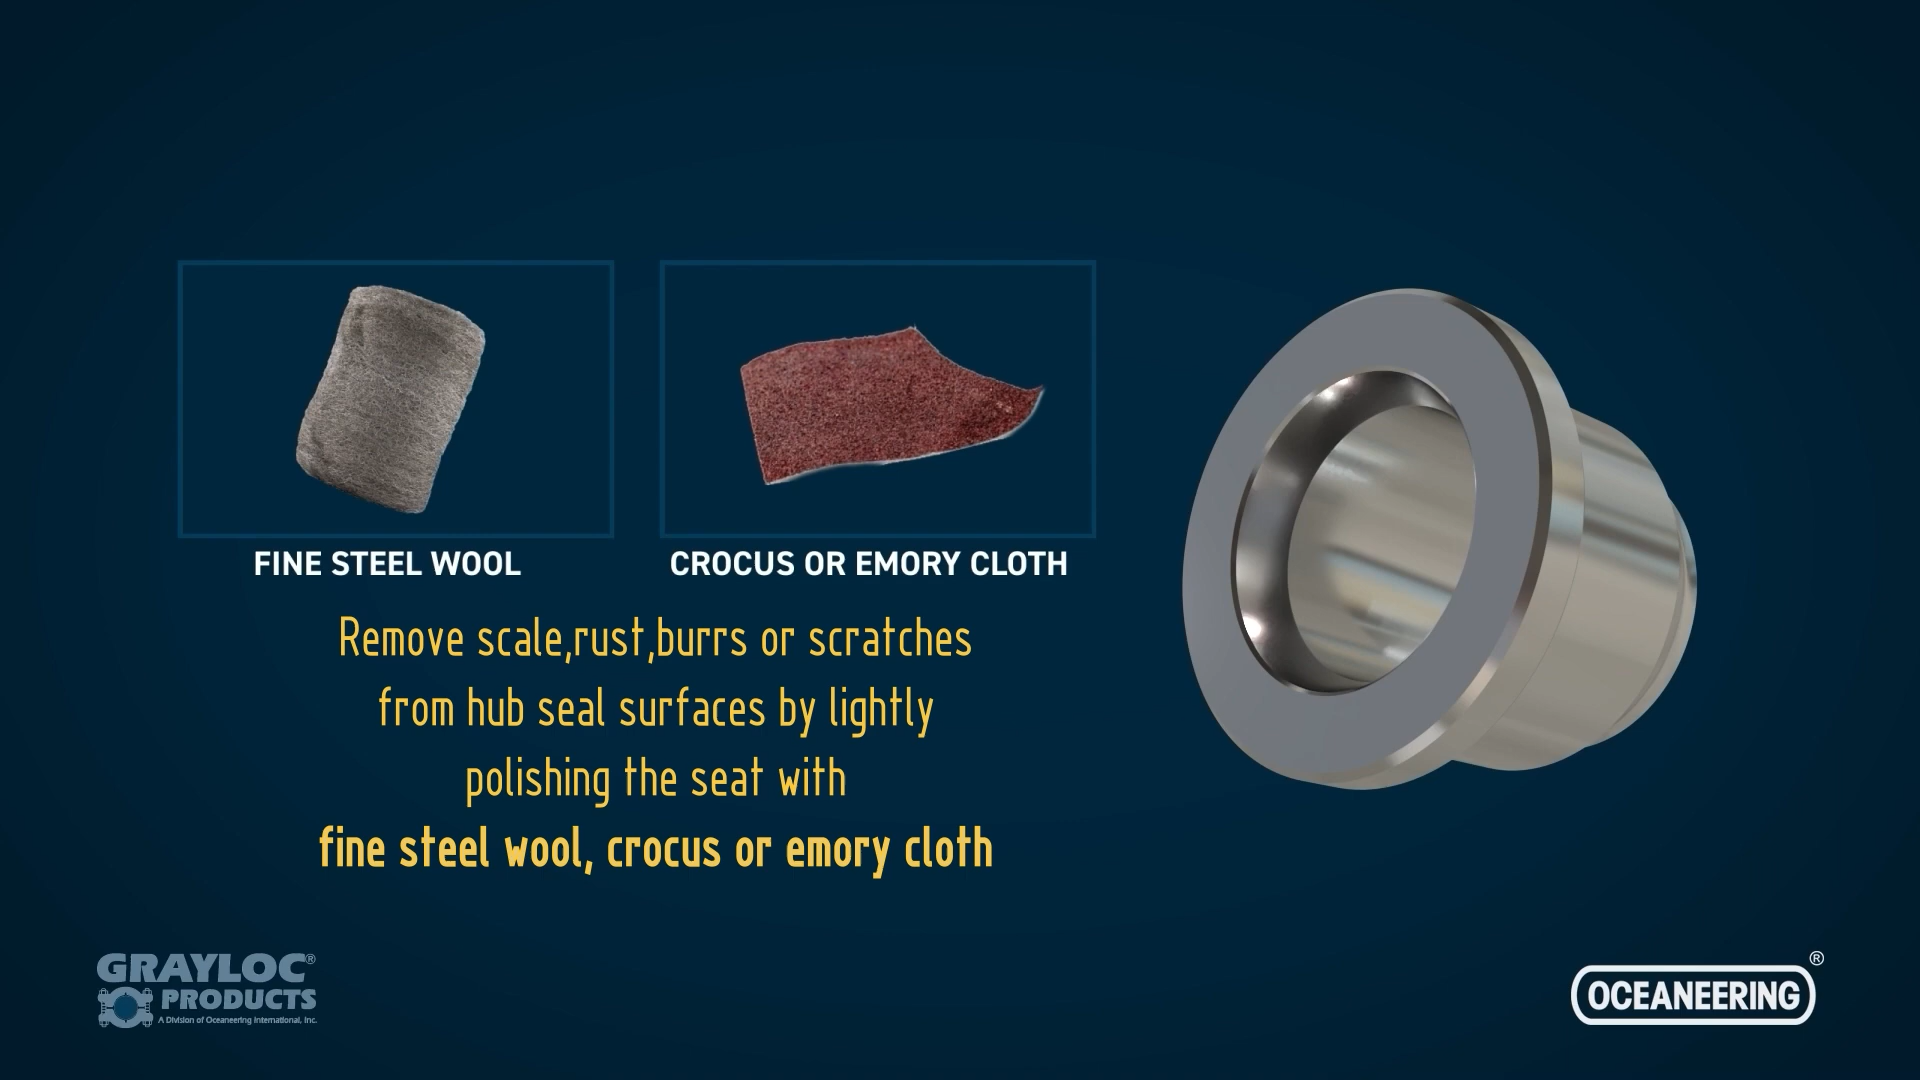 FINE STEEL WOOL
CROCUS OR EMORY CLOTH
Remove scale,rust,burrs or scratches
from hub seal surfaces by lightly
polishing the seat with
fine steel wool, crocus or emory cloth
GRAYLOC®
PRODUCTS
A Division of Oceaneering International, Inc.
OCEANEERING®